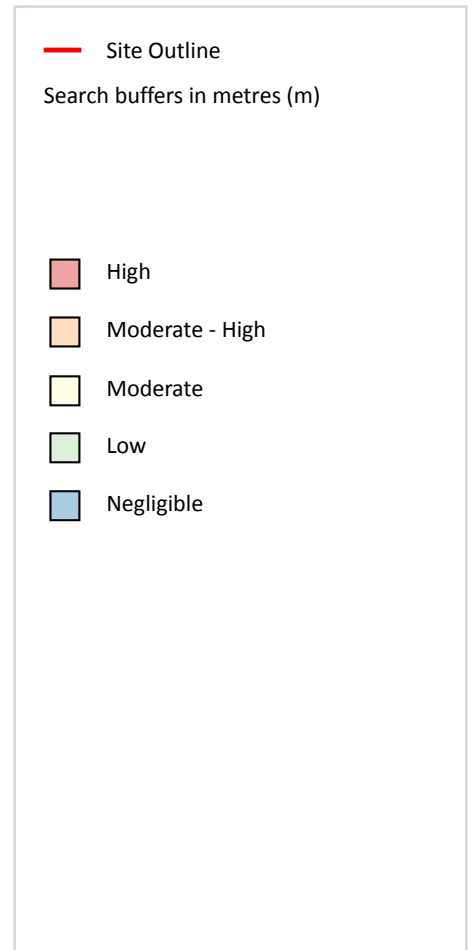 Site Outline
Search buffers in metres (m)
High
Moderate - High
Moderate
Low
Negligible